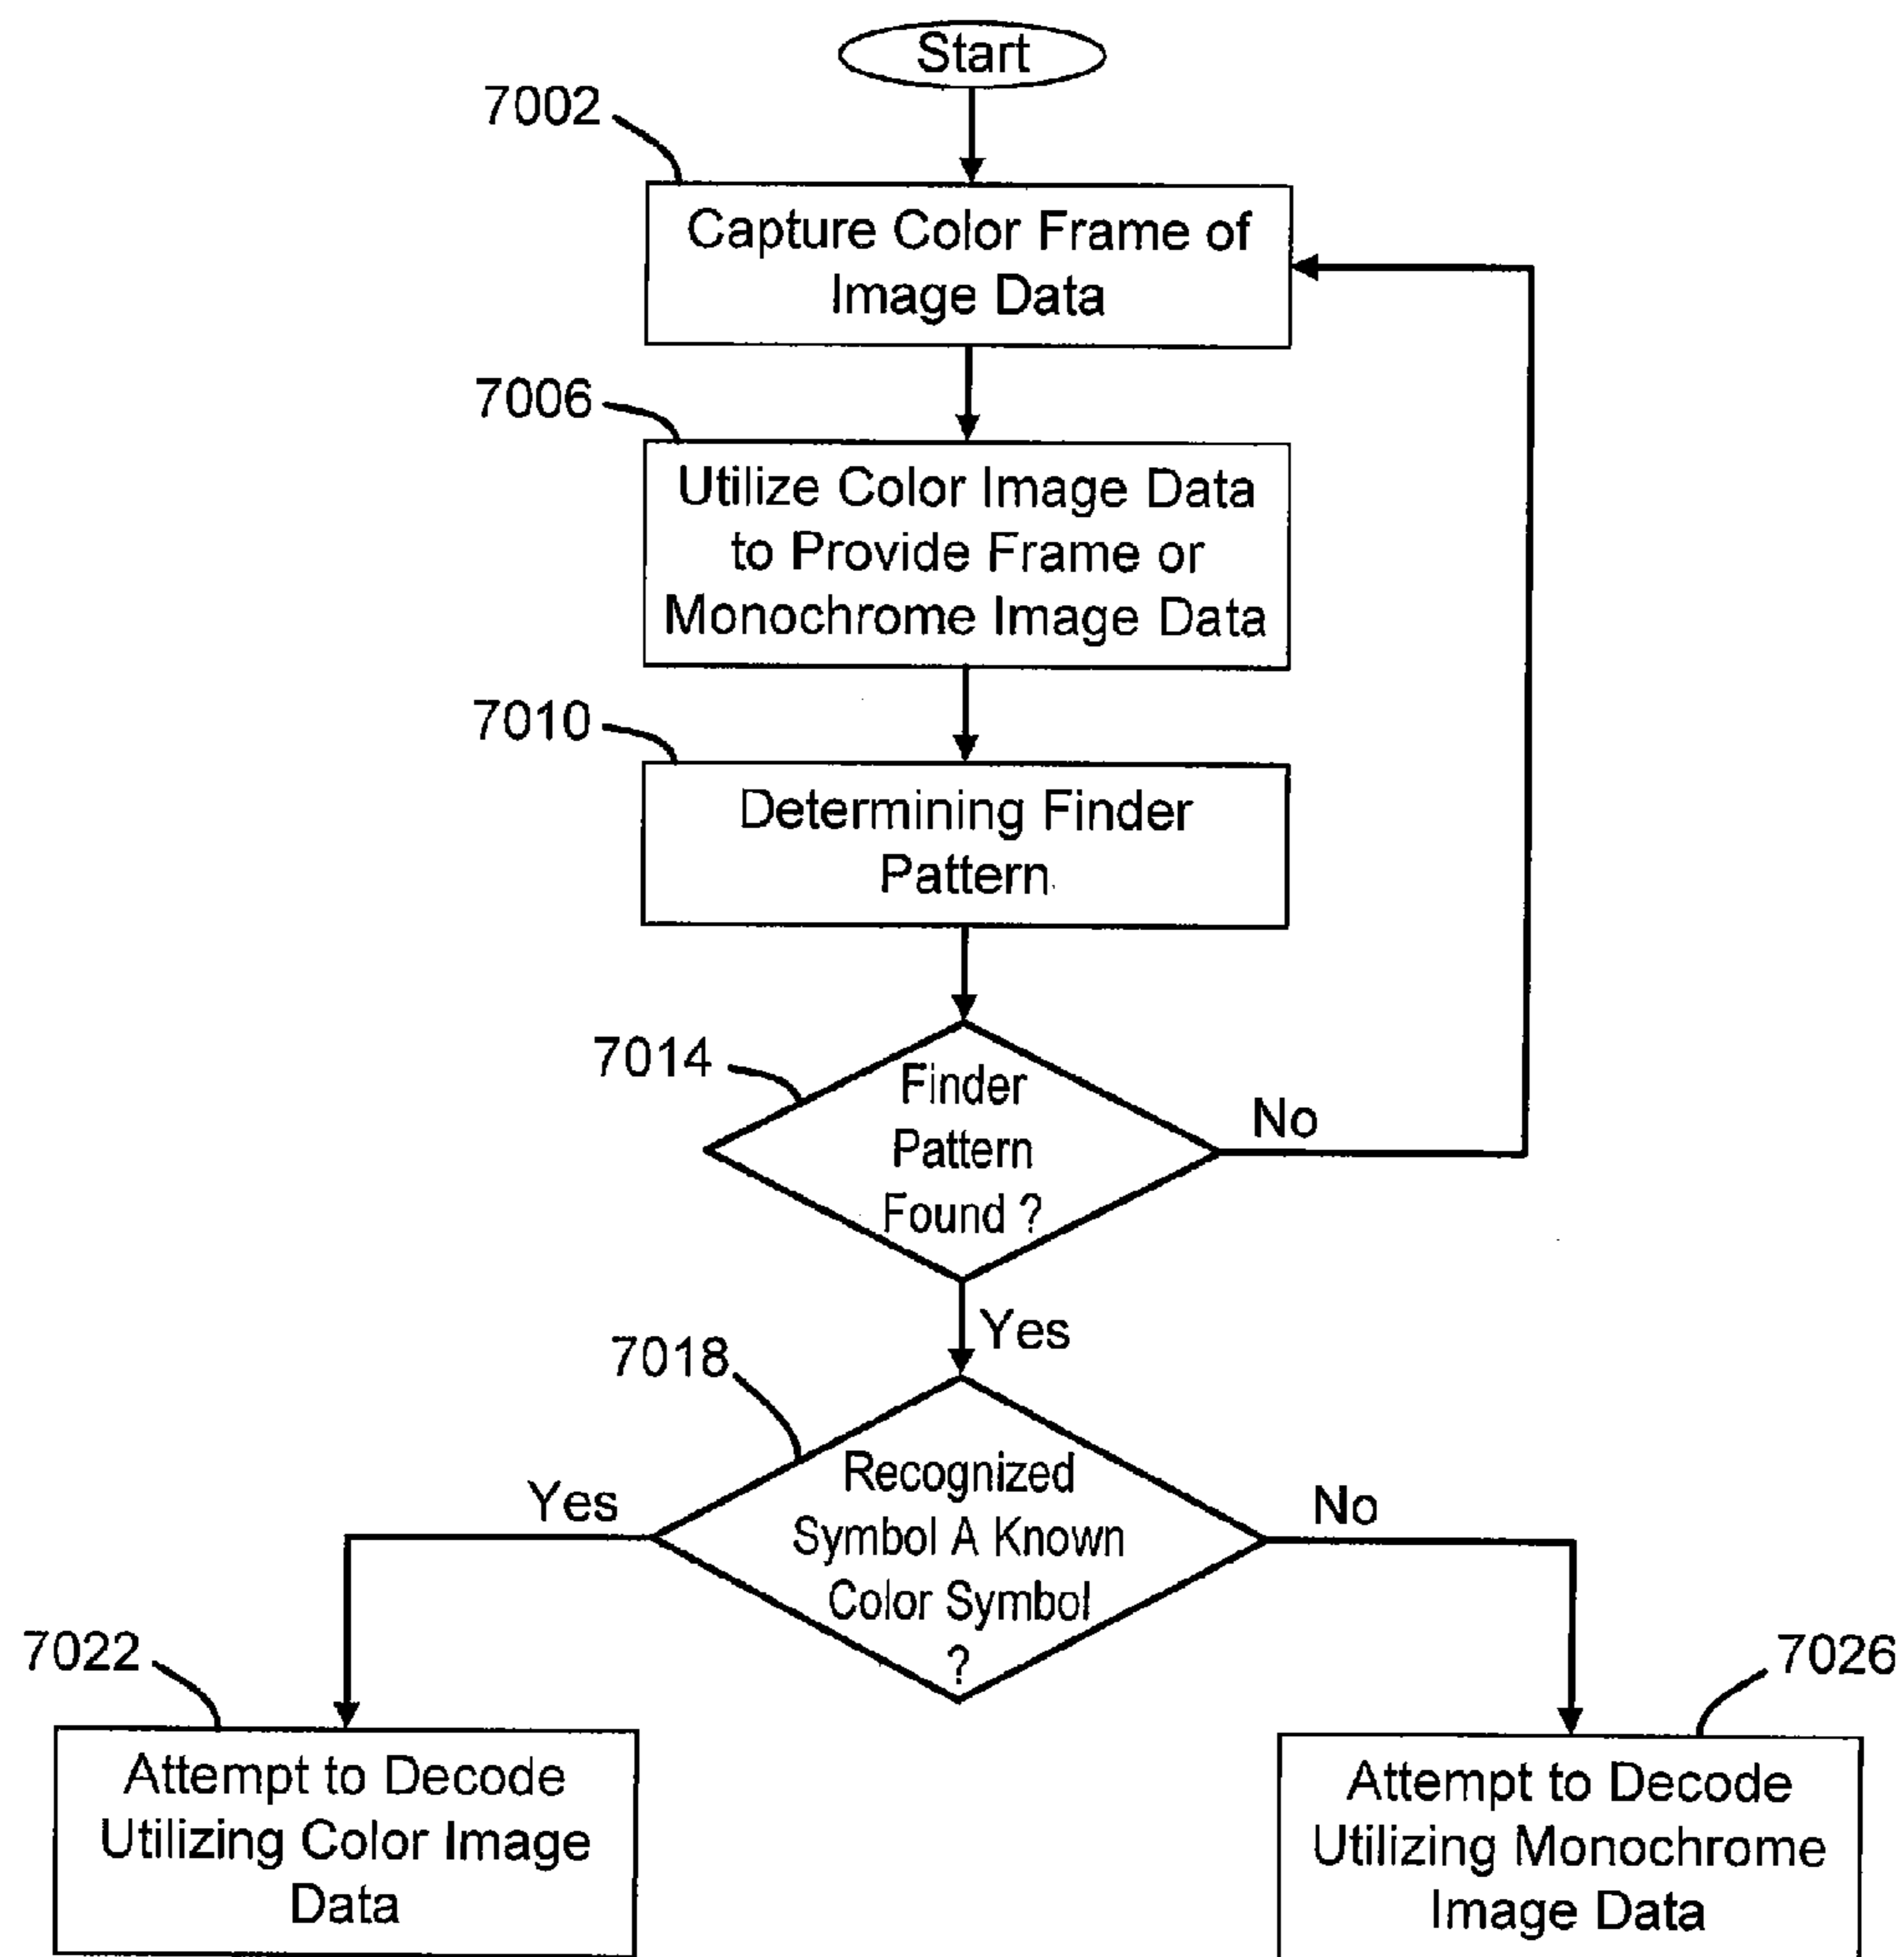 Start
7002
Capture Color Frame of
Image Data
7006
Utilize Color Image Data
to Provide Frame or
Monochrome Image Data
7010
Determining Finder
Pattern
7014
Finder
Pattern
Found ?
No
Yes
7018
Recognized
Symbol A Known
Color Symbol
?
Yes
No
7022
Attempt to Decode
Utilizing Color Image
Data
7026
Attempt to Decode
Utilizing Monochrome
Image Data